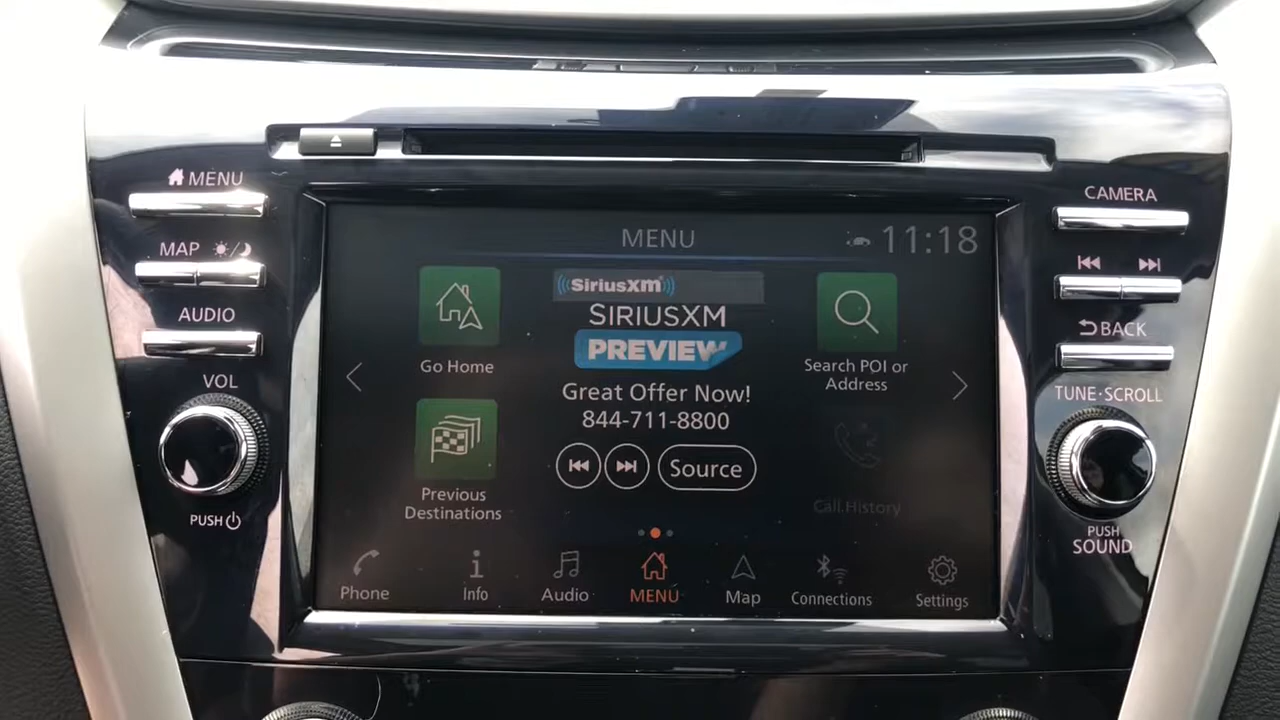 MENU
MAP
AUDIO
VOL
PUSH
MENU 11:18
Go Home
Previous
Destinations
SiriusXM
SIRIUSXM
PREVIEW
Great Offer Now!
844-711-8800
Source
Search POI or
Address
Call History
Phone Info Audio MENU Map Connections Settings
CAMERA
BACK
TUNE·SCROLL
PUSH
SOUND